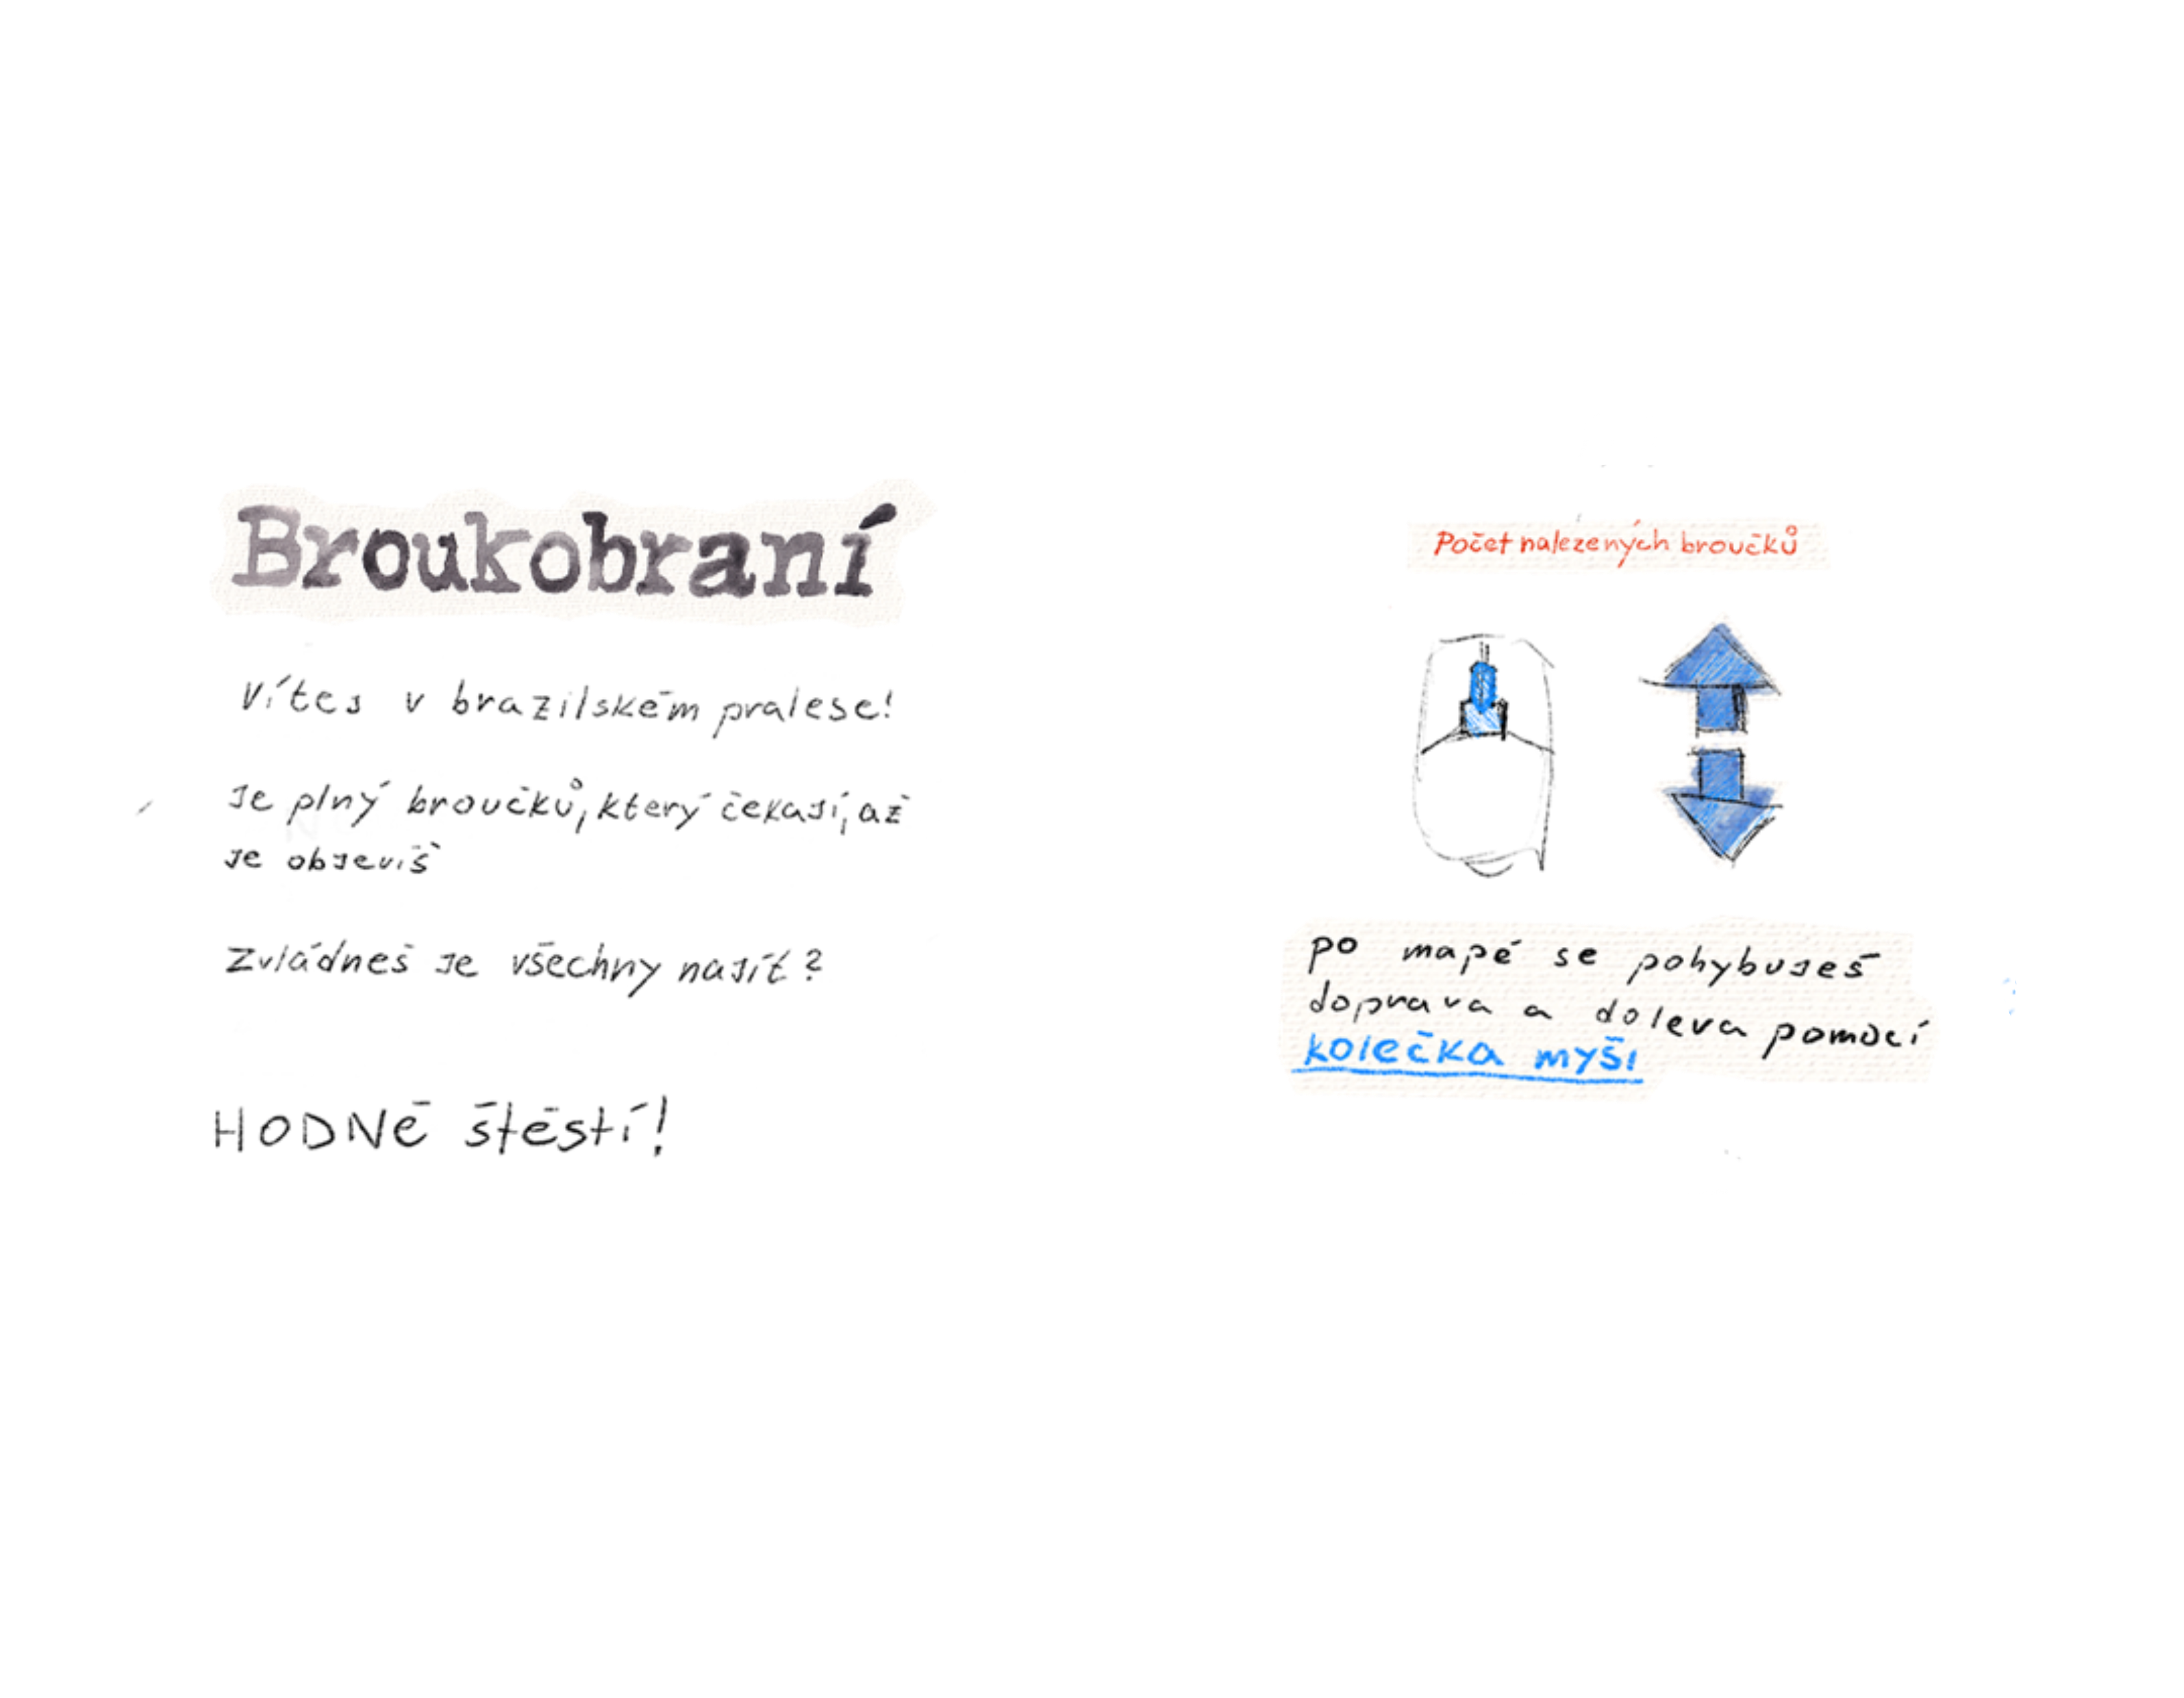 Broukobraní
Vítej v brazilském pralese!
Je plný broučků, který čekají, až
je objevíš
Zvládneš je všechny najít?
HODNĚ štěstí!
Počet nalezených broučků
po mapě se pohybuješ
doprava a doleva pomocí
kolečka myši